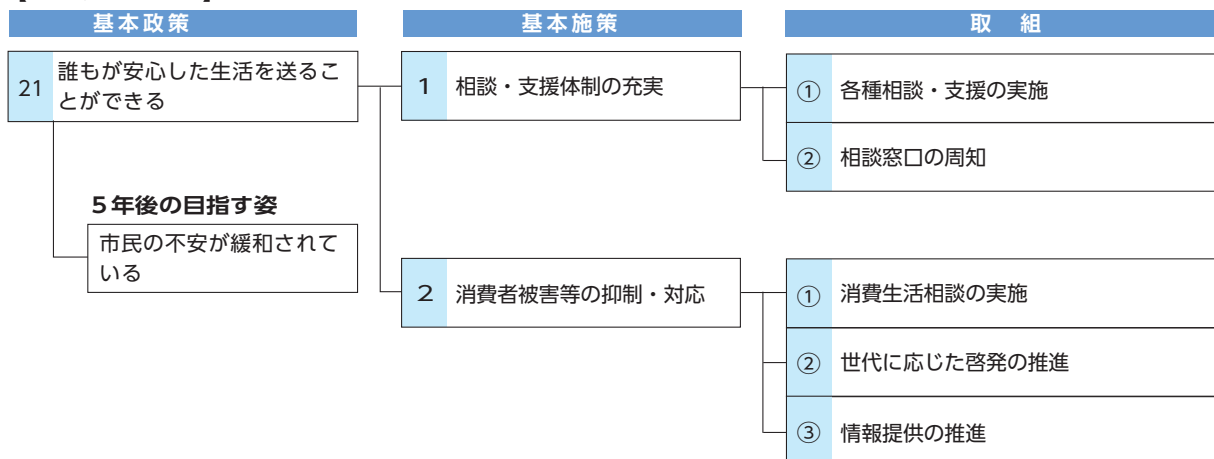 基本政策
基本施策
取　組
21 誰もが安心した生活を送るこ
とができる
5年後の目指す姿
市民の不安が緩和されて
いる
1 相談・支援体制の充実
① 各種相談・支援の実施
② 相談窓口の周知
2 消費者被害等の抑制・対応
① 消費生活相談の実施
② 世代に応じた啓発の推進
③ 情報提供の推進